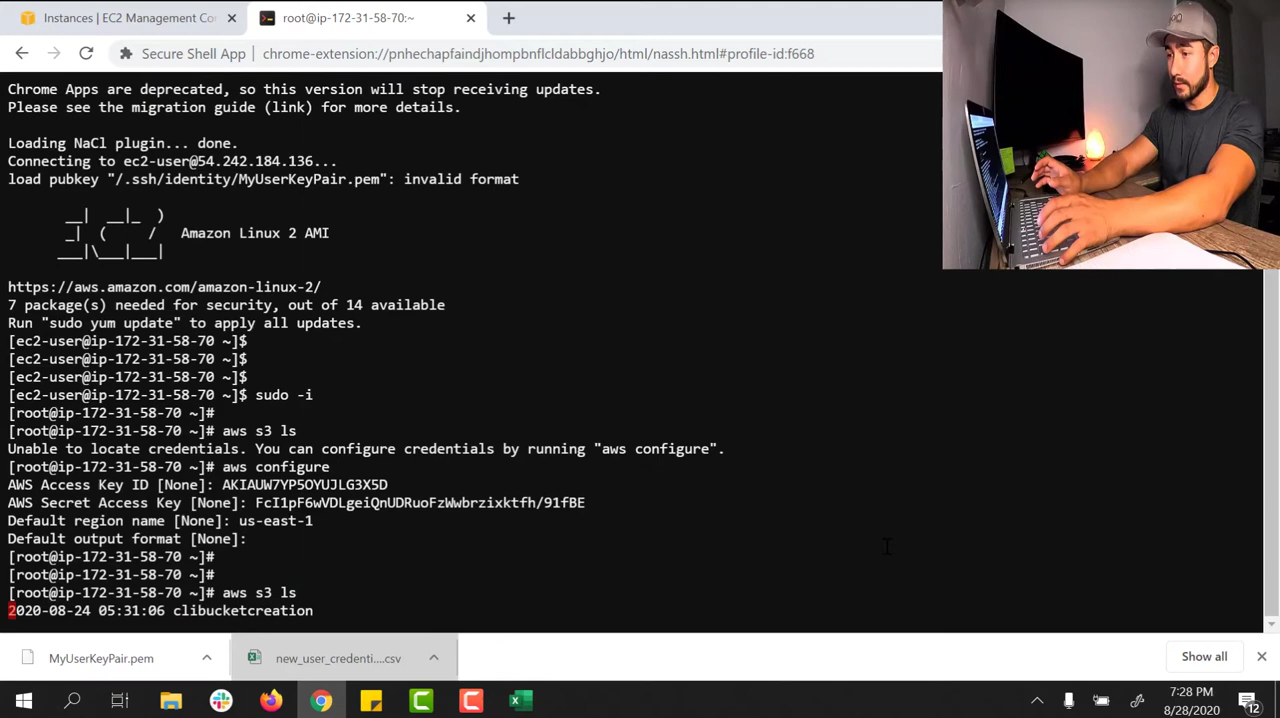 Instances | EC2 Management Co
root@ip-172-31-58-70:~
Secure Shell App
chrome-extension://pnhechapfaindjhompbnflcldabbghjo/html/nassh.html#profile-id:f668
Chrome Apps are deprecated, so this version will stop receiving updates.
Please see the migration guide (link) for more details.
Loading NaCl plugin... done.
Connecting to ec2-user@54.242.184.136...
load pubkey "/.ssh/identity/MyUserKeyPair.pem": invalid format
__|  __|_  )
_|  (     /   Amazon Linux 2 AMI
___|\___|___|
https://aws.amazon.com/amazon-linux-2/
7 package(s) needed for security, out of 14 available
Run "sudo yum update" to apply all updates.
[ec2-user@ip-172-31-58-70 ~]$
[ec2-user@ip-172-31-58-70 ~]$
[ec2-user@ip-172-31-58-70 ~]$
[ec2-user@ip-172-31-58-70 ~]$ sudo -i
[root@ip-172-31-58-70 ~]#
[root@ip-172-31-58-70 ~]# aws s3 ls
Unable to locate credentials. You can configure credentials by running "aws configure".
[root@ip-172-31-58-70 ~]# aws configure
AWS Access Key ID [None]: AKIAUW7YP5OYUJLG3X5D
AWS Secret Access Key [None]: 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
Default region name [None]: us-east-1
Default output format [None]:
[root@ip-172-31-58-70 ~]#
[root@ip-172-31-58-70 ~]#
[root@ip-172-31-58-70 ~]# aws s3 ls
2020-08-24 05:31:06 clibucketcreation
MyUserKeyPair.pem
new_user_credenti....csv
Show all
7:28 PM
8/28/2020
12